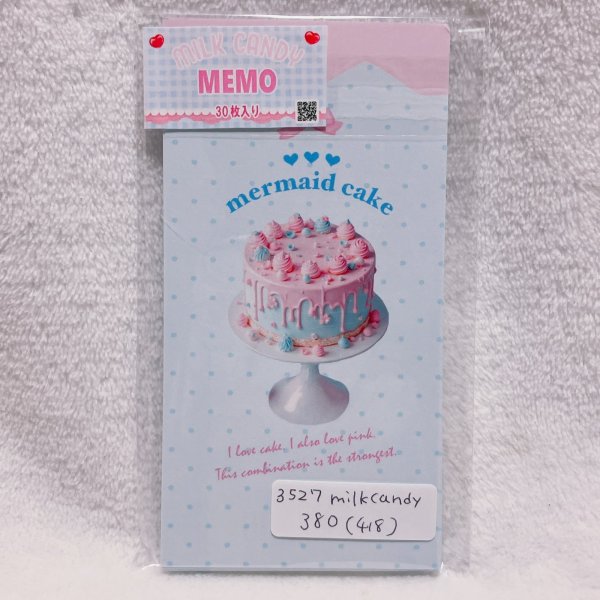 MILK CANDY
MEMO
30枚入り
mermaid cake
I love cake, I also love pink.
This combination is the strongest.
3527 milkcandy
380(418)